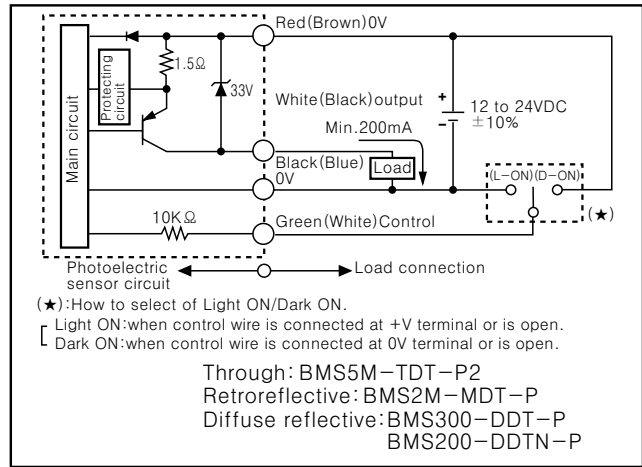 Red(Brown)0V
1.5Ω
Protecting circuit
33V
Main circuit
White(Black)output
Min.200mA
+
-
12 to 24VDC
±10%
Black(Blue)
0V
Load
(L-ON)(D-ON)
(★)
10KΩ
Green(White)Control
Photoelectric
sensor circuit
Load connection
(★):How to select of Light ON/Dark ON.
Light ON:when control wire is connected at +V terminal or is open.
Dark ON:when control wire is connected at 0V terminal or is open.
Through:BMS5M-TDT-P2
Retroreflective:BMS2M-MDT-P
Diffuse reflective:BMS300-DDT-P
BMS200-DDTN-P